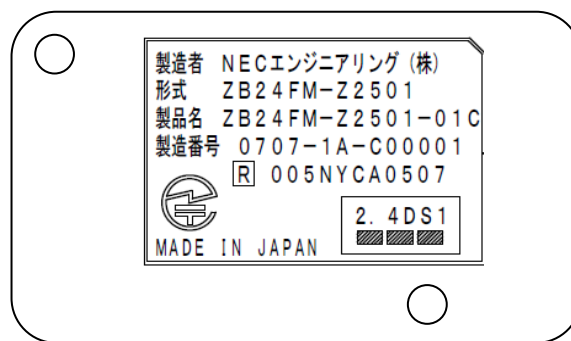 製造者 NECエンジニアリング(株)
形式 ZB24FM-Z2501
製品名 ZB24FM-Z2501-01C
製造番号 0707-1A-C00001
R 005NYCA0507
2.4DS1
MADE IN JAPAN